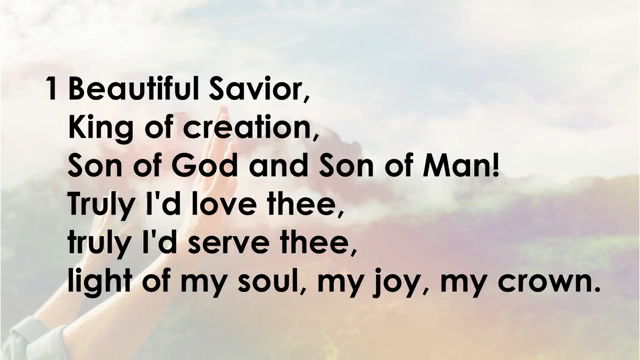 1 Beautiful Savior,
King of creation,
Son of God and Son of Man!
Truly I'd love thee,
truly I'd serve thee,
light of my soul, my joy, my crown.